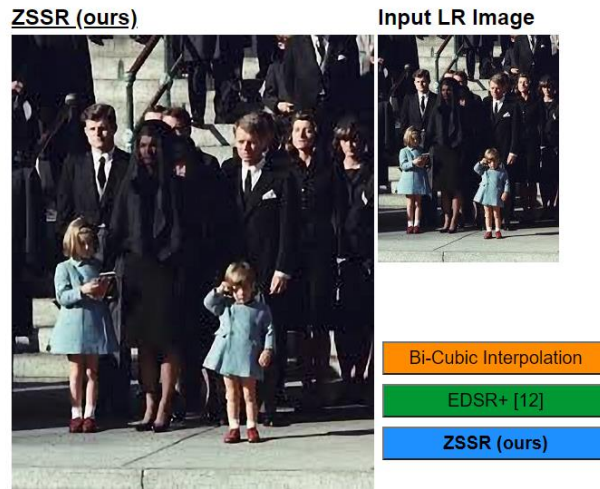 ZSSR (ours)
Input LR Image
Bi-Cubic Interpolation
EDSR+ [12]
ZSSR (ours)